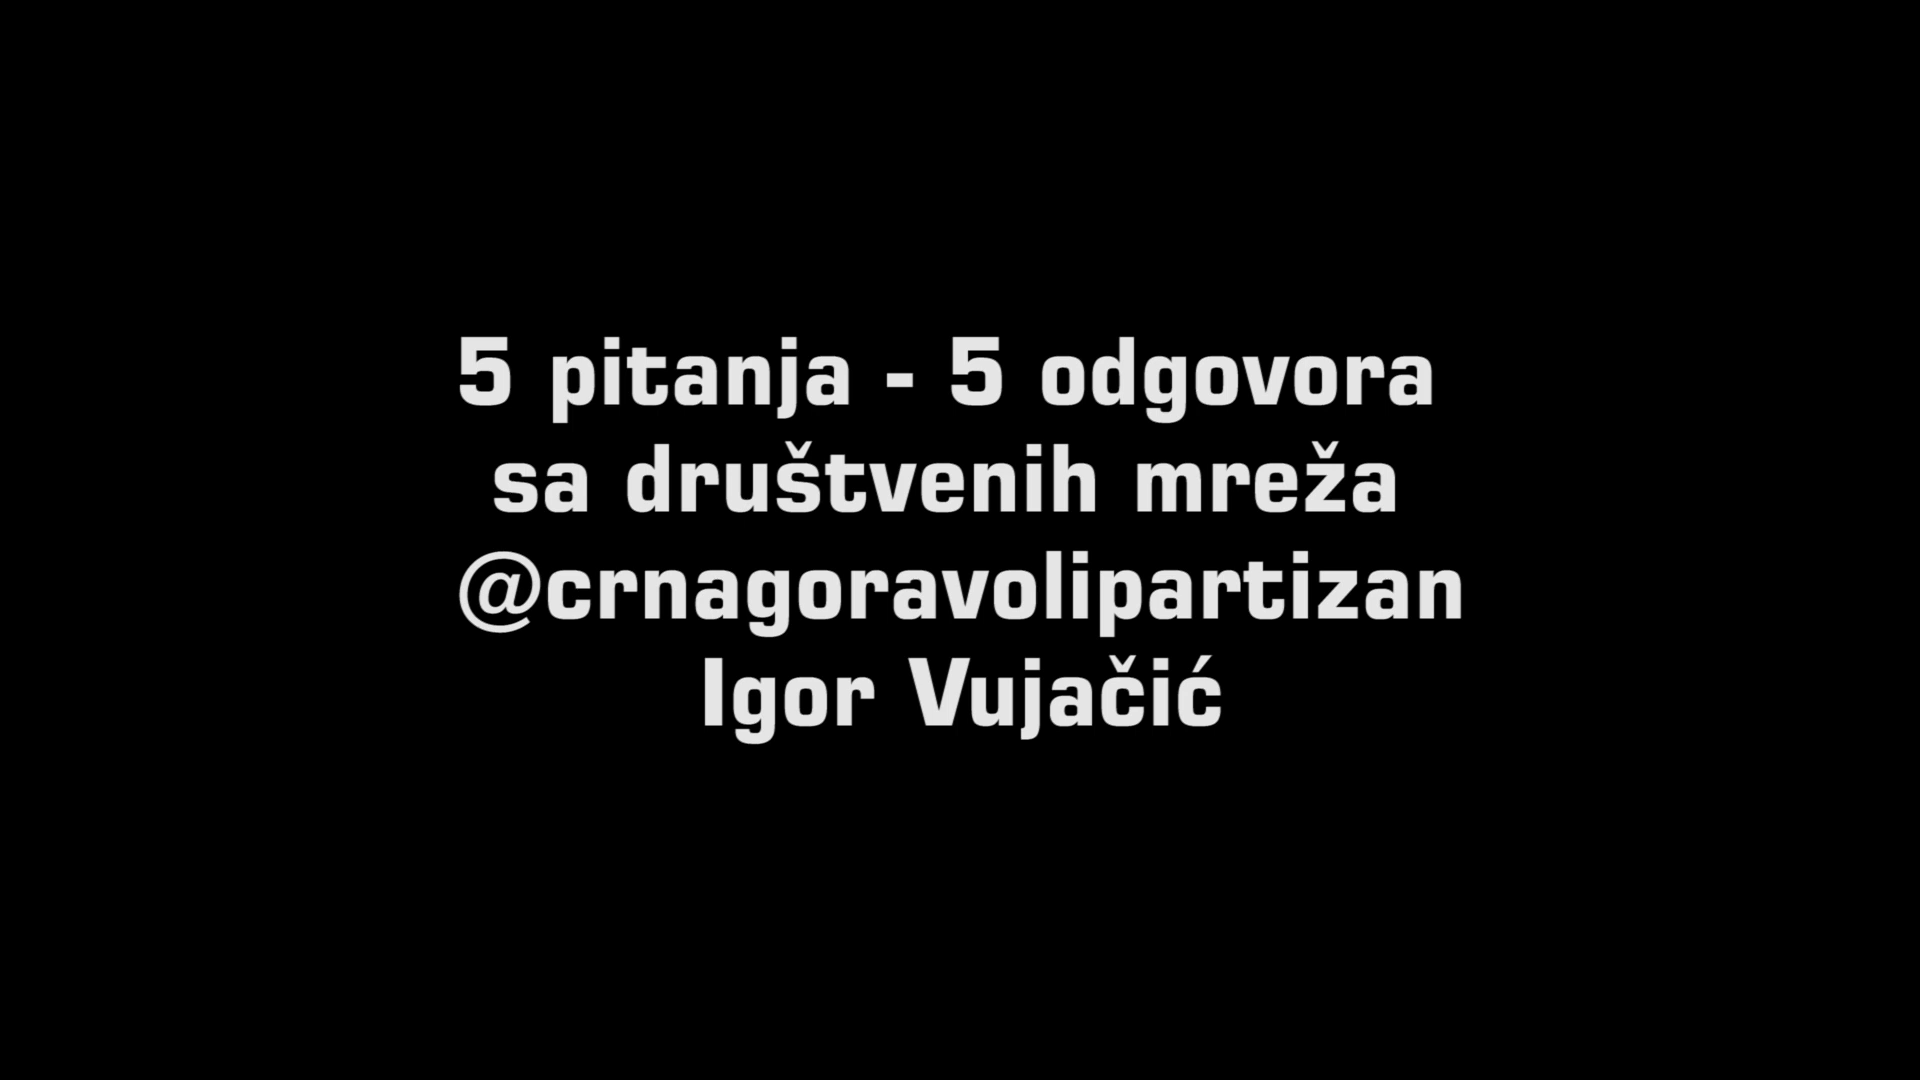 5 pitanja - 5 odgovora
sa društvenih mreža
@crnagoravolipartizan
Igor Vujačić